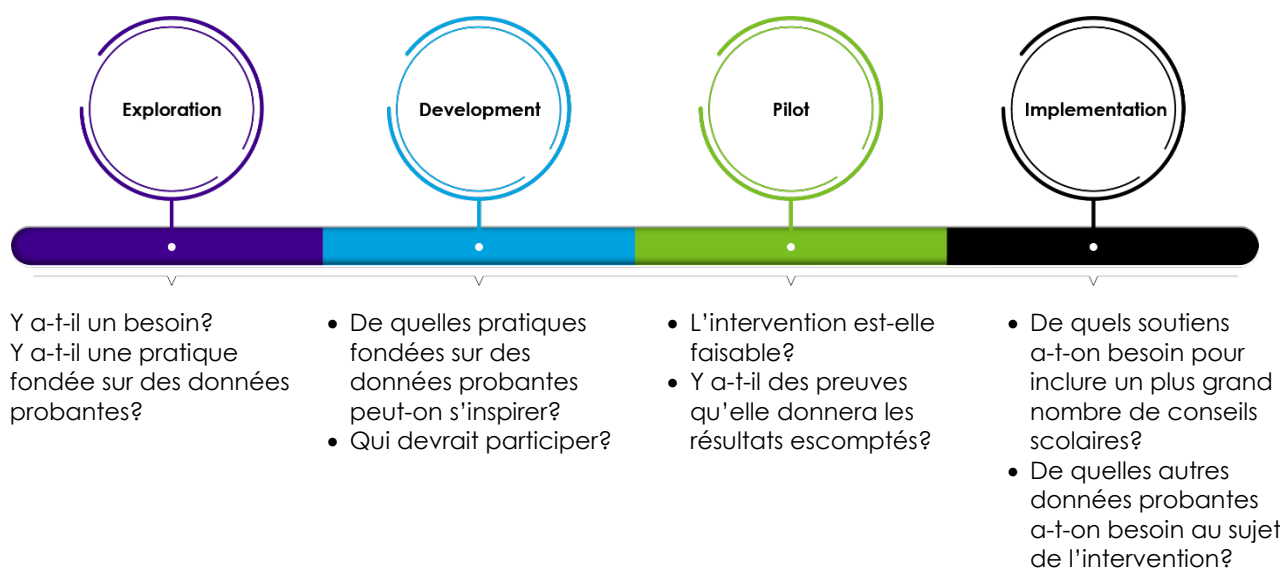 Exploration
Development
Pilot
Implementation
Y a-t-il un besoin?
Y a-t-il une pratique
fondée sur des données
probantes?
• De quelles pratiques
fondées sur des
données probantes
peut-on s’inspirer?
• Qui devrait participer?
• L’intervention est-elle
faisable?
• Y a-t-il des preuves
qu’elle donnera les
résultats escomptés?
• De quels soutiens
a-t-on besoin pour
inclure un plus grand
nombre de conseils
scolaires?
• De quelles autres
données probantes
a-t-on besoin au sujet
de l’intervention?